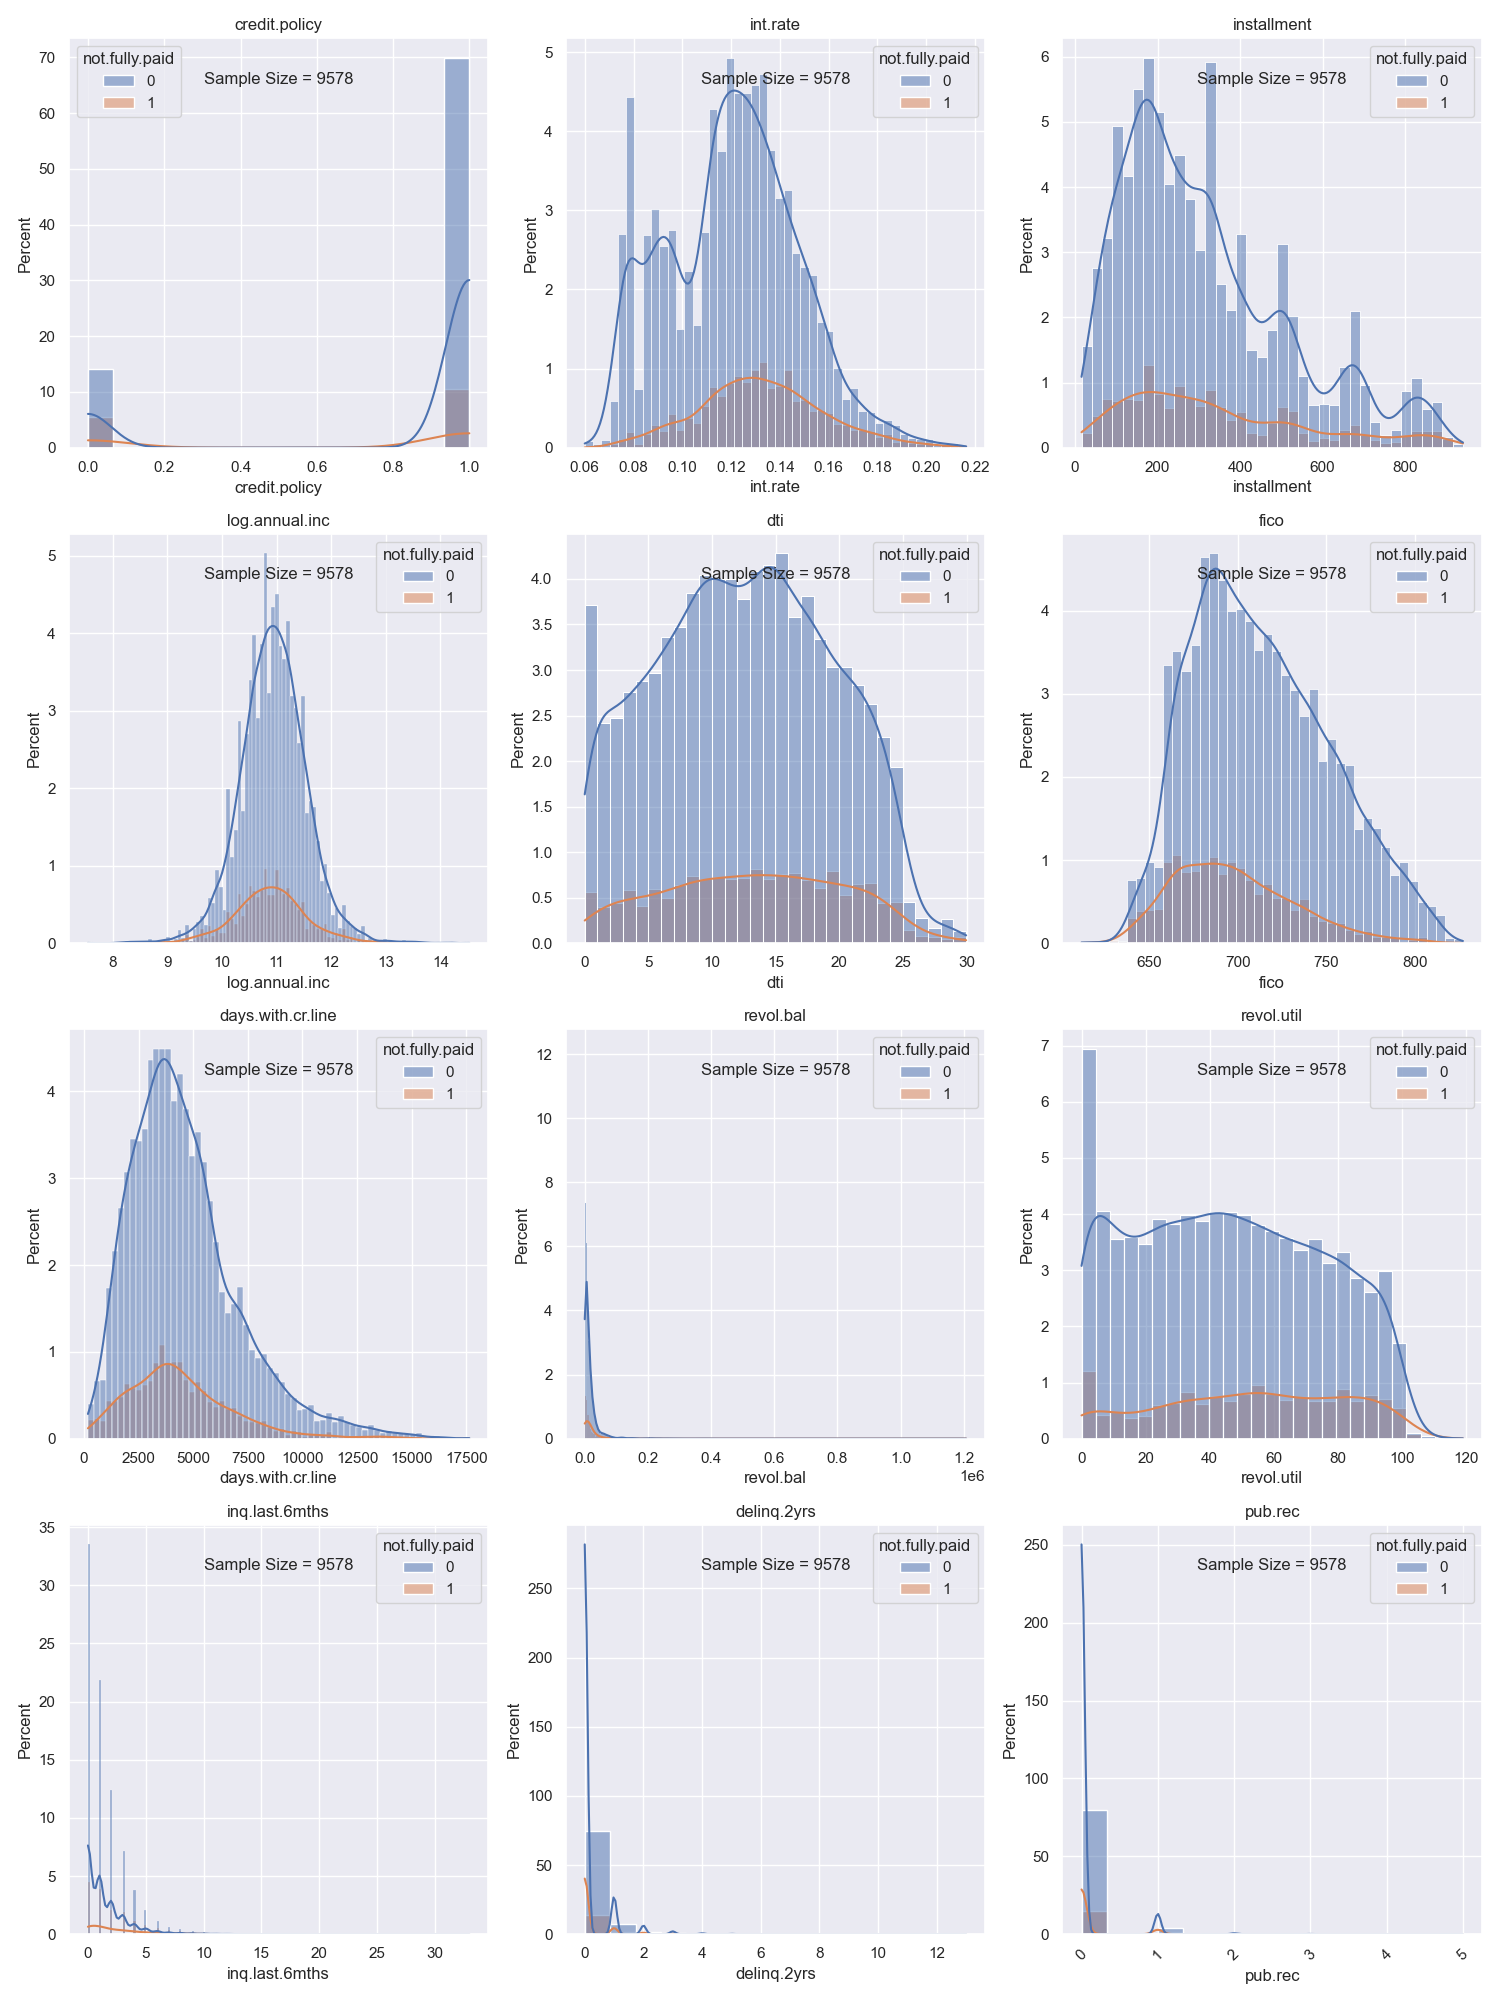 credit.policy
not.fully.paid
0
1
Sample Size = 9578
Percent
70
60
50
40
30
20
10
0
0.0 0.2 0.4 0.6 0.8 1.0
credit.policy
int.rate
not.fully.paid
0
1
Sample Size = 9578
Percent
5
4
3
2
1
0
0.06 0.08 0.10 0.12 0.14 0.16 0.18 0.20 0.22
int.rate
installment
not.fully.paid
0
1
Sample Size = 9578
Percent
6
5
4
3
2
1
0
0 200 400 600 800
installment
log.annual.inc
not.fully.paid
0
1
Sample Size = 9578
Percent
5
4
3
2
1
0
8 9 10 11 12 13 14
log.annual.inc
dti
not.fully.paid
0
1
Sample Size = 9578
Percent
4.0
3.5
3.0
2.5
2.0
1.5
1.0
0.5
0.0
0 5 10 15 20 25 30
dti
fico
not.fully.paid
0
1
Sample Size = 9578
Percent
4
3
2
1
0
650 700 750 800
fico
days.with.cr.line
not.fully.paid
0
1
Sample Size = 9578
Percent
4
3
2
1
0
0 2500 5000 7500 10000 12500 15000 17500
days.with.cr.line
revol.bal
not.fully.paid
0
1
Sample Size = 9578
Percent
12
10
8
6
4
2
0
0.0 0.2 0.4 0.6 0.8 1.0 1.2
1e6
revol.bal
revol.util
not.fully.paid
0
1
Sample Size = 9578
Percent
7
6
5
4
3
2
1
0
0 20 40 60 80 100 120
revol.util
inq.last.6mths
not.fully.paid
0
1
Sample Size = 9578
Percent
35
30
25
20
15
10
5
0
0 5 10 15 20 25 30
inq.last.6mths
delinq.2yrs
not.fully.paid
0
1
Sample Size = 9578
Percent
250
200
150
100
50
0
0 2 4 6 8 10 12
delinq.2yrs
pub.rec
not.fully.paid
0
1
Sample Size = 9578
Percent
250
200
150
100
50
0
0 1 2 3 4 5
pub.rec